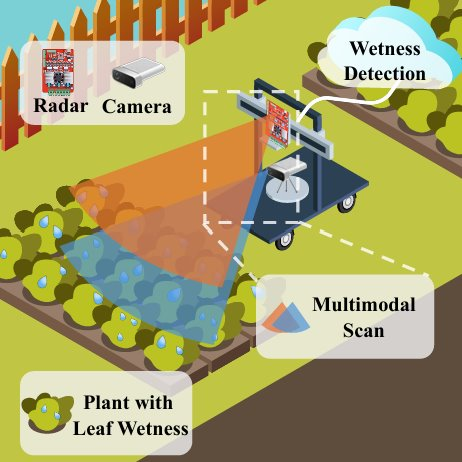 Radar Camera
Wetness
Detection
Multimodal
Scan
Plant with
Leaf Wetness